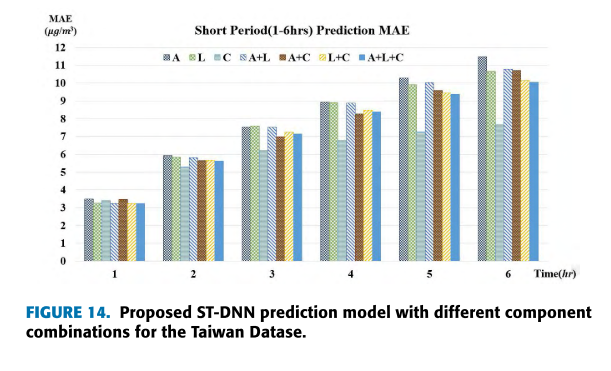 MAE
(μg/m³)
Short Period(1-6hrs) Prediction MAE
A L C A+L A+C L+C A+L+C
12
11
10
9
8
7
6
5
4
3
2
1
0
1 2 3 4 5 6 Time(hr)
FIGURE 14. Proposed ST-DNN prediction model with different component
combinations for the Taiwan Datase.